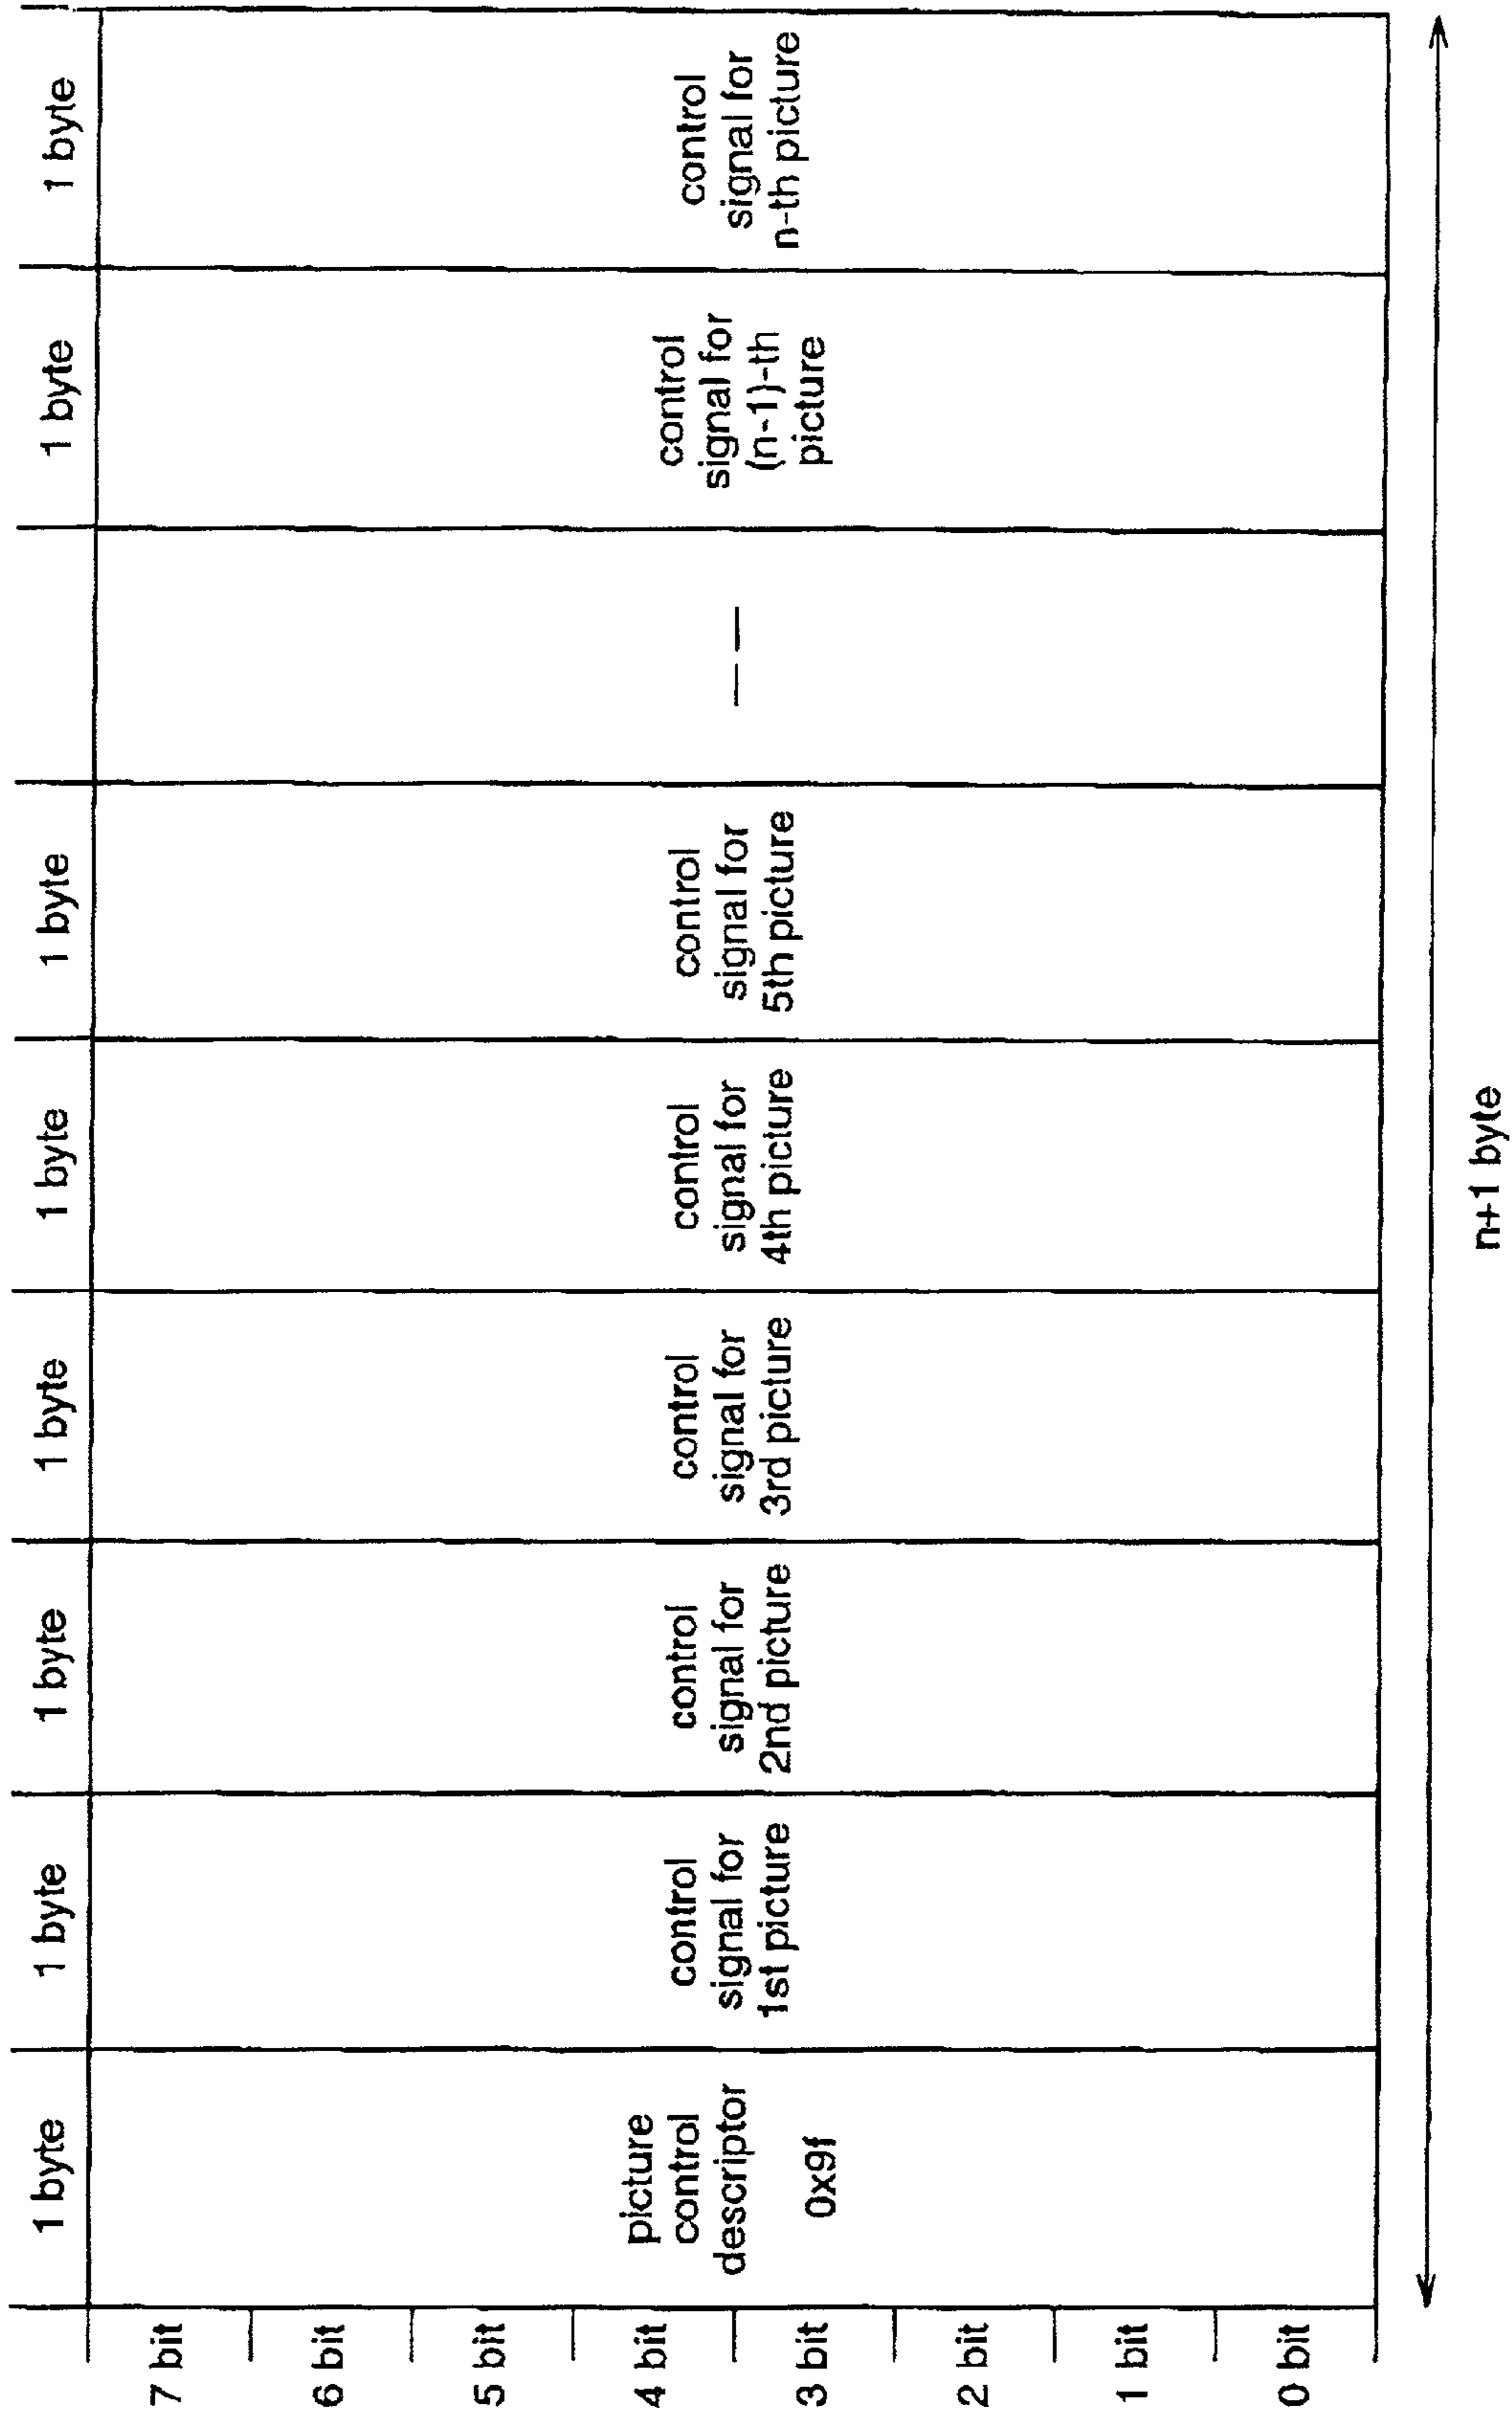 1 byte
1 byte
1 byte
1 byte
1 byte
1 byte
1 byte
1 byte
7 bit
6 bit
5 bit
4 bit
3 bit
2 bit
1 bit
0 bit
picture
control
descriptor
0x9f
control
signal for
1st picture
control
signal for
2nd picture
control
signal for
3rd picture
control
signal for
4th picture
control
signal for
5th picture
— —
control
signal for
(n-1)-th
picture
control
signal for
n-th picture
n+1 byte